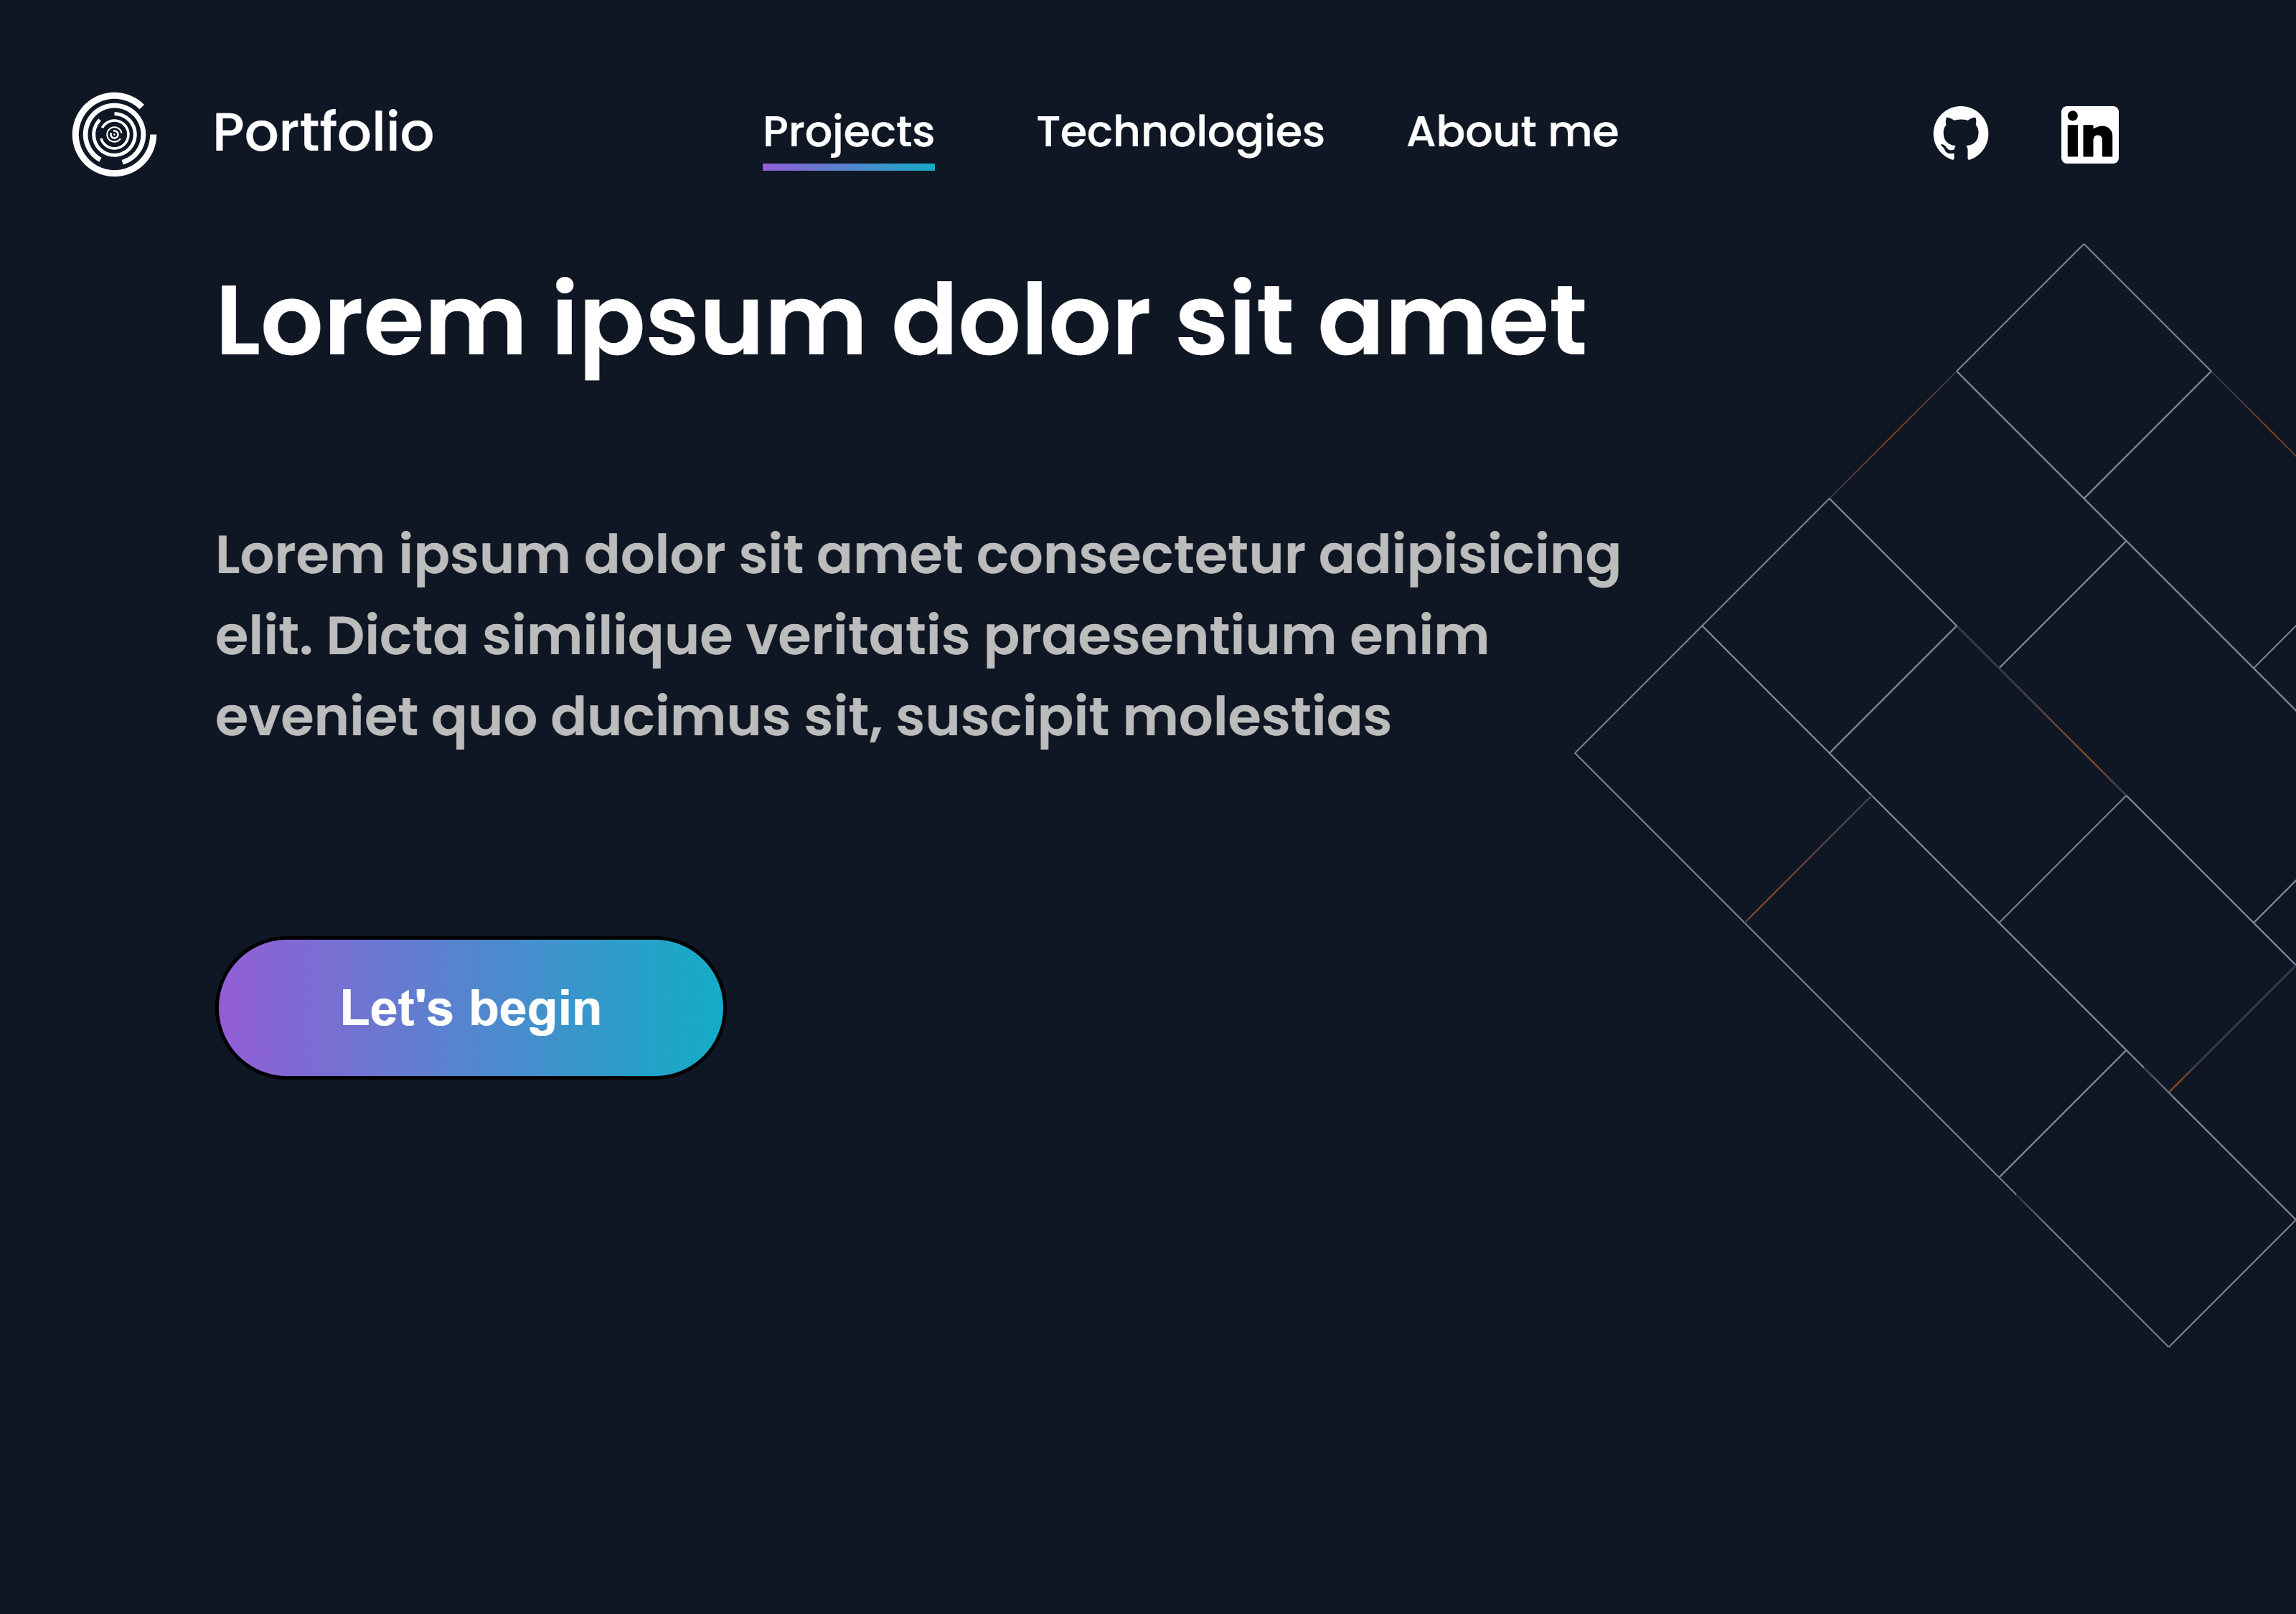 Portfolio
Projects
Technologies
About me
in
Lorem ipsum dolor sit amet
Lorem ipsum dolor sit amet consectetur adipisicing
elit. Dicta similique veritatis praesentium enim
eveniet quo ducimus sit, suscipit molestias
Let's begin